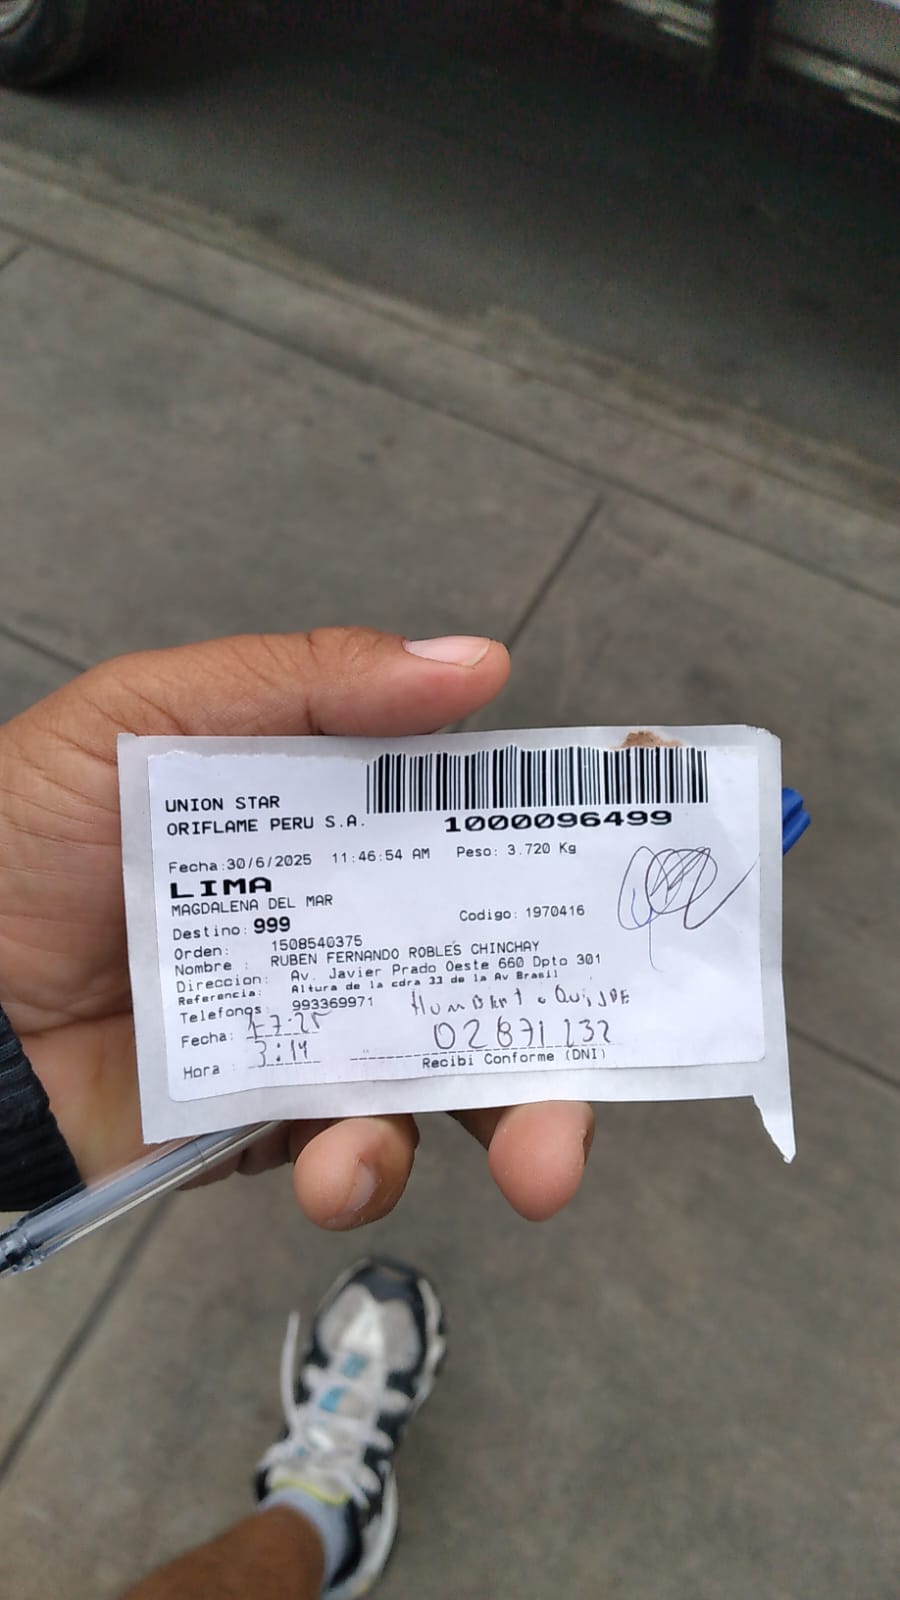 UNION STAR
ORIFLAME PERU S.A.
1000096499
Fecha:30/6/2025 11:46:54 AM Peso: 3.720 Kg
LIMA
MAGDALENA DEL MAR
Destino: 999 Codigo: 1970416
Orden: 1508540375
Nombre : RUBEN FERNANDO ROBLES CHINCHAY
Direccion: Av. Javier Prado Oeste 660 Dpto 301
Referencia: Altura de la cdra 33 de la Av Brasil
Telefonos: 993369971
Fecha: 1-7-25 02871232
Hora : 3:14
Recibi Conforme (DNI)